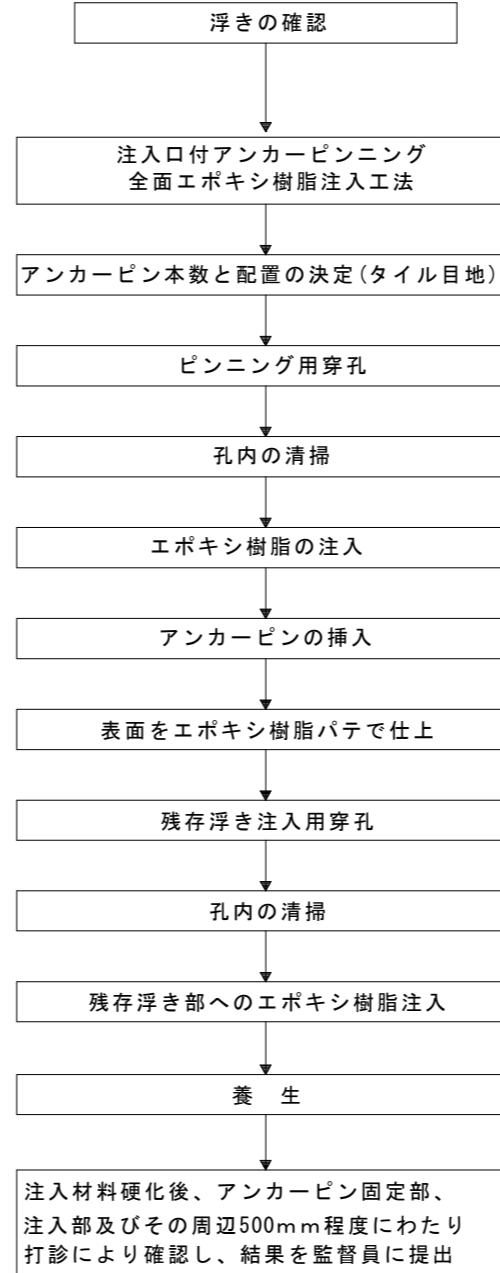 浮きの確認
注入口付アンカーピンニング
全面エポキシ樹脂注入工法
アンカーピン本数と配置の決定(タイル目地)
ピンニング用穿孔
孔内の清掃
エポキシ樹脂の注入
アンカーピンの挿入
表面をエポキシ樹脂パテで仕上
残存浮き注入用穿孔
孔内の清掃
残存浮き部へのエポキシ樹脂注入
養　生
注入材料硬化後、アンカーピン固定部、
注入部及びその周辺500mm程度にわたり
打診により確認し、結果を監督員に提出